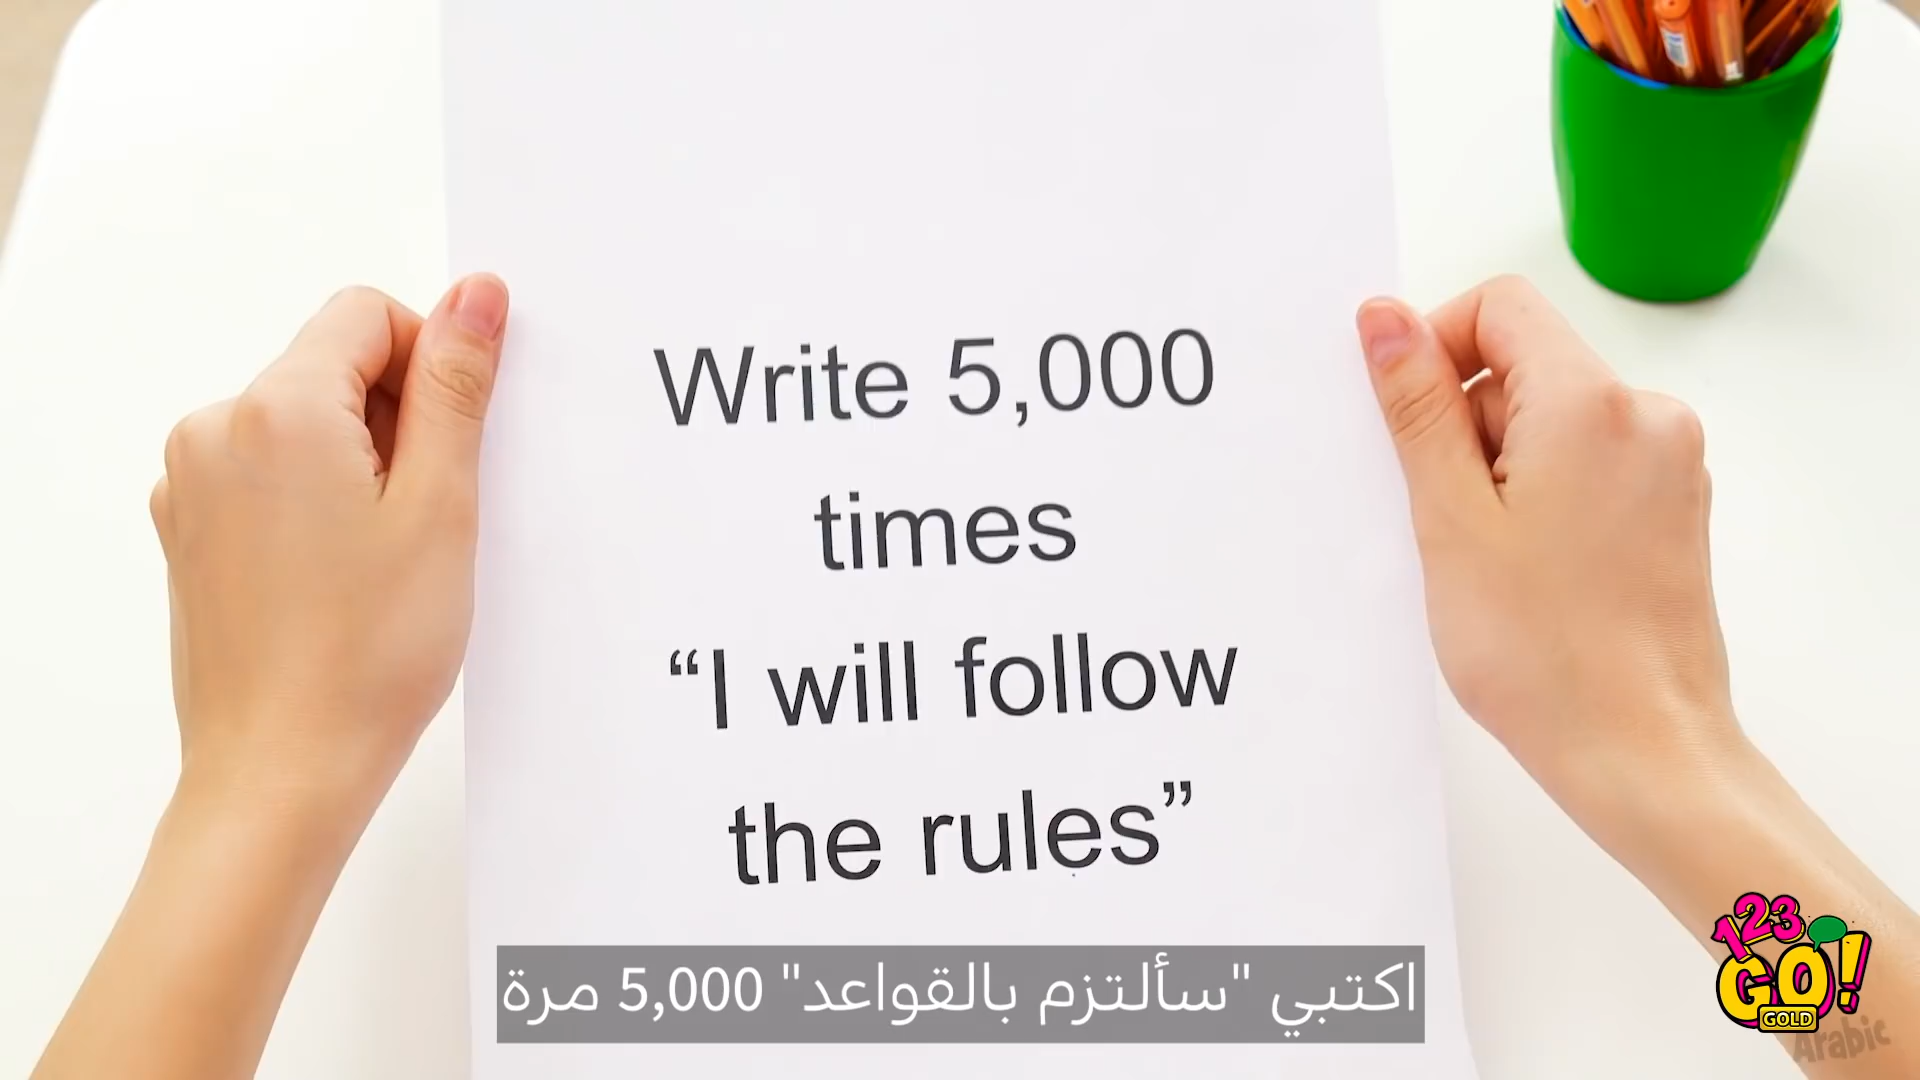 Write 5,000
times
“I will follow
the rules”
اكتبي "سألتزم بالقواعد" 5,000 مرة
123
GO!
GOLD
Arabic